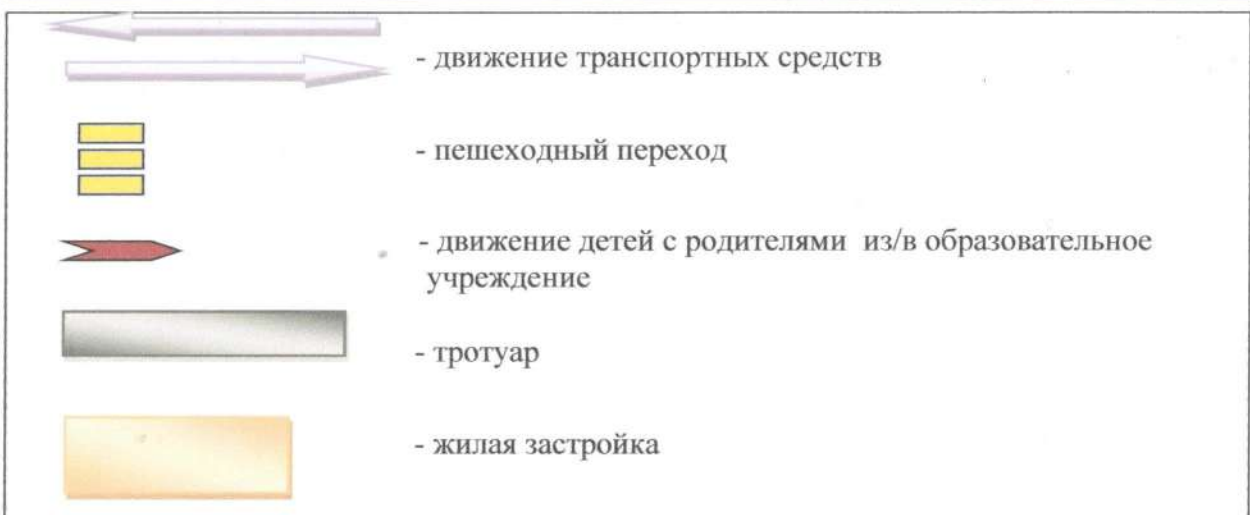 - движение транспортных средств
- пешеходный переход
- движение детей с родителями из/в образовательное
учреждение
- тротуар
- жилая застройка